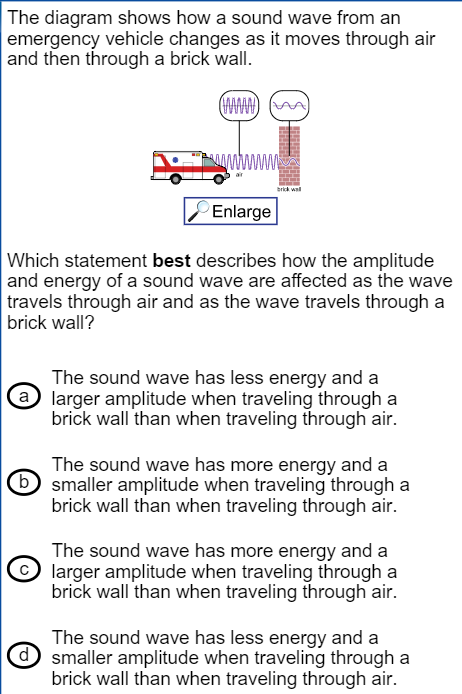 The diagram shows how a sound wave from an
emergency vehicle changes as it moves through air
and then through a brick wall.
air
brick wall
Enlarge
Which statement best describes how the amplitude
and energy of a sound wave are affected as the wave
travels through air and as the wave travels through a
brick wall?
a
The sound wave has less energy and a
larger amplitude when traveling through a
brick wall than when traveling through air.
b
The sound wave has more energy and a
smaller amplitude when traveling through a
brick wall than when traveling through air.
c
The sound wave has more energy and a
larger amplitude when traveling through a
brick wall than when traveling through air.
d
The sound wave has less energy and a
smaller amplitude when traveling through a
brick wall than when traveling through air.